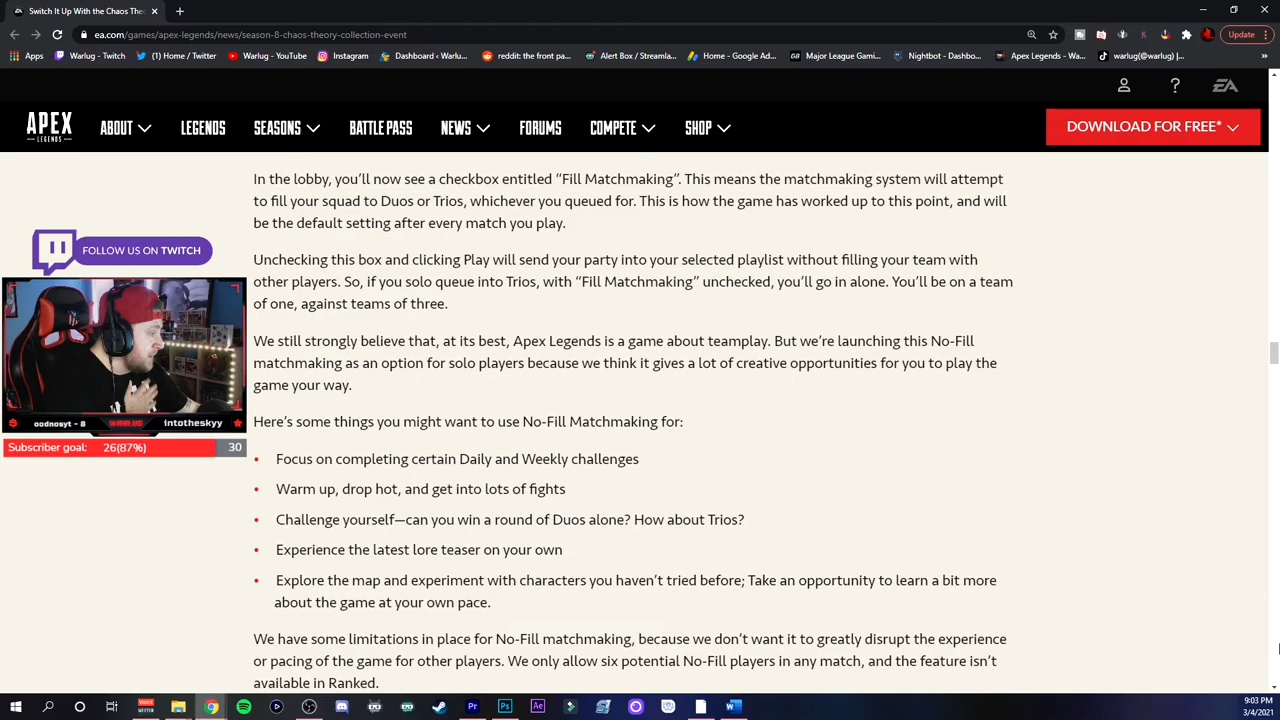 Switch It Up With the Chaos The
ea.com/games/apex-legends/news/season-8-chaos-theory-collection-event
Update
Apps
Warlug - Twitch
(1) Home / Twitter
Warlug - YouTube
Instagram
Dashboard / Warlu...
reddit: the front pa...
Alert Box / Streamla...
Home - Google Ad...
Major League Gami...
Nightbot - Dashbo...
Apex Legends - Wa...
warlug(@warlug) |...
EA
APEX
LEGENDS
ABOUT
LEGENDS
SEASONS
BATTLE PASS
NEWS
FORUMS
COMPETE
SHOP
DOWNLOAD FOR FREE*
In the lobby, you’ll now see a checkbox entitled “Fill Matchmaking”. This means the matchmaking system will attempt
to fill your squad to Duos or Trios, whichever you queued for. This is how the game has worked up to this point, and will
be the default setting after every match you play.
FOLLOW US ON TWITCH
Unchecking this box and clicking Play will send your party into your selected playlist without filling your team with
other players. So, if you solo queue into Trios, with “Fill Matchmaking” unchecked, you’ll go in alone. You’ll be on a team
of one, against teams of three.
We still strongly believe that, at its best, Apex Legends is a game about teamplay. But we’re launching this No-Fill
matchmaking as an option for solo players because we think it gives a lot of creative opportunities for you to play the
game your way.
Here’s some things you might want to use No-Fill Matchmaking for:
oodnosyt - 8
WARLUG
intotheskyy
Subscriber goal: 26(87%) 30
• Focus on completing certain Daily and Weekly challenges
• Warm up, drop hot, and get into lots of fights
• Challenge yourself—can you win a round of Duos alone? How about Trios?
• Experience the latest lore teaser on your own
• Explore the map and experiment with characters you haven’t tried before; Take an opportunity to learn a bit more
about the game at your own pace.
We have some limitations in place for No-Fill matchmaking, because we don’t want it to greatly disrupt the experience
or pacing of the game for other players. We only allow six potential No-Fill players in any match, and the feature isn’t
available in Ranked.
9:03 PM
3/4/2021